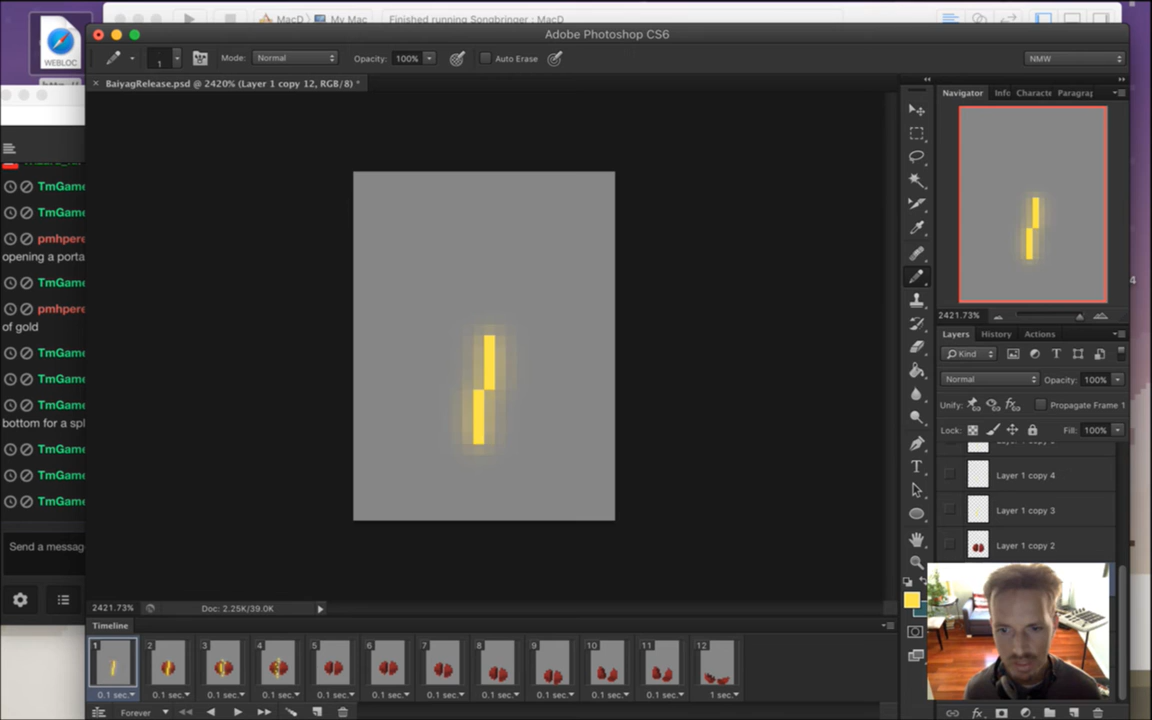 MacD
My Mac
Finished running Songbringer : MacD
WEBLOC
Adobe Photoshop CS6
1
Mode:
Normal
Opacity:
100%
Auto Erase
NMW
× BaiyagRelease.psd @ 2420% (Layer 1 copy 12, RGB/8) *
Navigator
Info
Characte
Paragra
TmGame
TmGame
pmhpere
opening a porta
TmGame
pmhpere
of gold
TmGame
TmGame
TmGame
bottom for a spl
TmGame
TmGame
TmGame
Send a messag
2421.73%
Layers
History
Actions
Kind
Normal
Opacity:
100%
Unify:
Propagate Frame 1
Lock:
Fill:
100%
Layer 1 copy 4
Layer 1 copy 3
Layer 1 copy 2
2421.73%
Doc: 2.25K/39.0K
Timeline
1
2
3
4
5
6
7
8
9
10
11
12
0.1 sec.
0.1 sec.
0.1 sec.
0.1 sec.
0.1 sec.
0.1 sec.
0.1 sec.
0.1 sec.
0.1 sec.
0.1 sec.
0.1 sec.
1 sec.
Forever